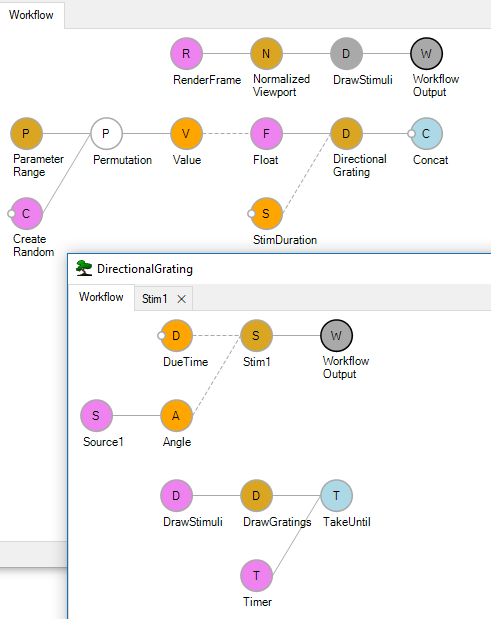 Workflow
R N D W
RenderFrame Normalized DrawStimuli Workflow
Viewport Output
P P V F D C
Parameter Permutation Value Float Directional Concat
Range Grating
C S
Create StimDuration
Random
DirectionalGrating
Workflow Stim1 ×
D S W
DueTime Stim1 Workflow
Output
S A
Source1 Angle
D D T
DrawStimuli DrawGratings TakeUntil
T
Timer